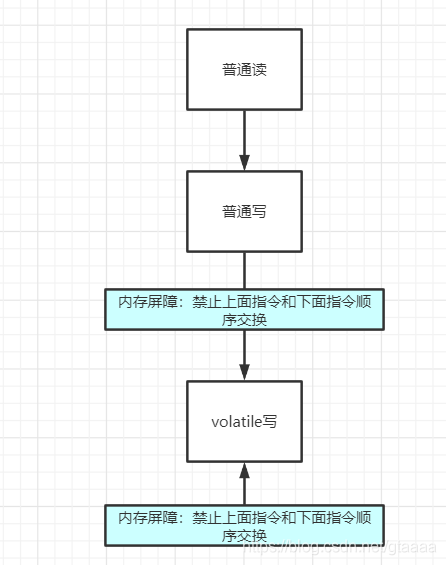 普通读
普通写
内存屏障：禁止上面指令和下面指令顺
序交换
volatile写
内存屏障：禁止上面指令和下面指令顺
序交换
https://blog.csdn.net/gtaaaa